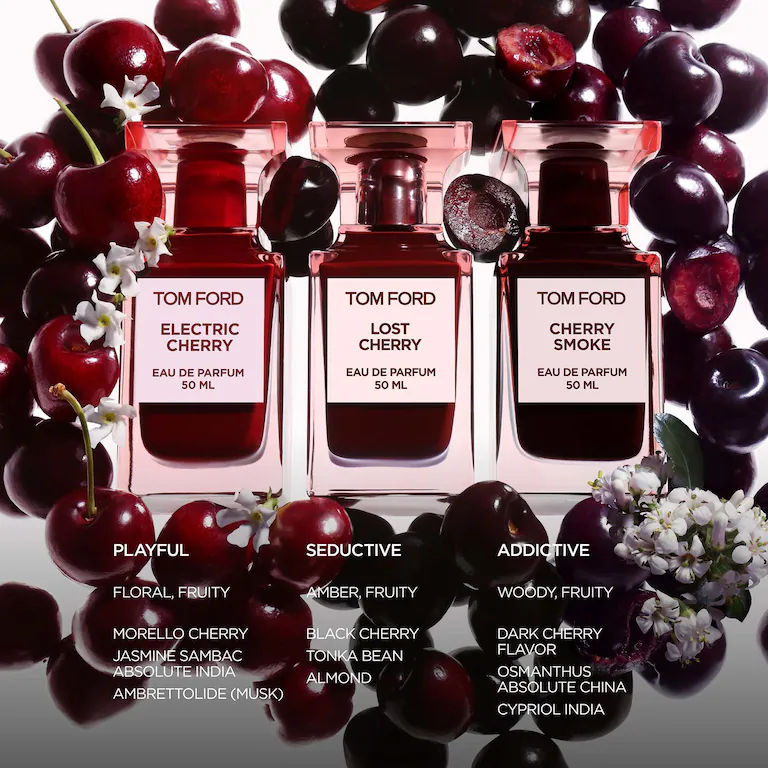 TOM FORD
ELECTRIC
CHERRY
EAU DE PARFUM
50 ML
TOM FORD
LOST
CHERRY
EAU DE PARFUM
50 ML
TOM FORD
CHERRY
SMOKE
EAU DE PARFUM
50 ML
PLAYFUL
FLORAL, FRUITY
MORELLO CHERRY
JASMINE SAMBAC
ABSOLUTE INDIA
AMBRETTOLIDE (MUSK)
SEDUCTIVE
AMBER, FRUITY
BLACK CHERRY
TONKA BEAN
ALMOND
ADDICTIVE
WOODY, FRUITY
DARK CHERRY
FLAVOR
OSMANTHUS
ABSOLUTE CHINA
CYPRIOL INDIA